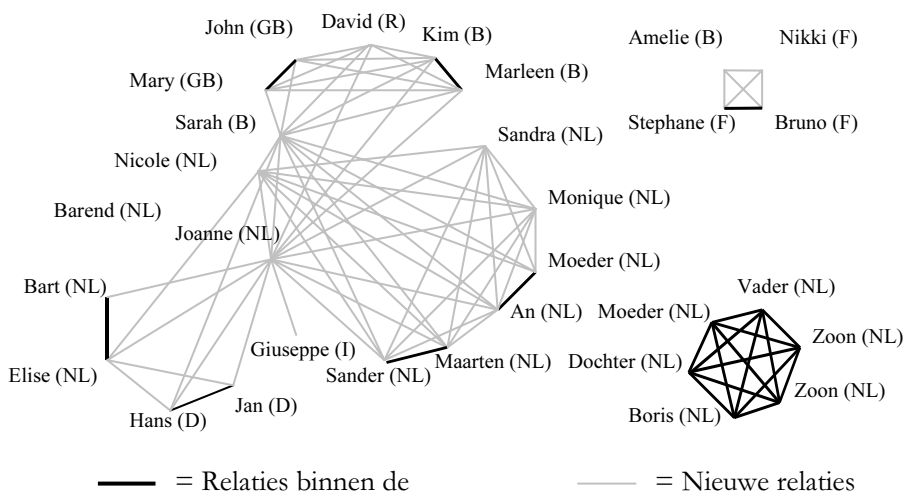 David (R)
John (GB)
Kim (B)
Amelie (B)
Nikki (F)
Mary (GB)
Marleen (B)
Sarah (B)
Stephane (F)
Bruno (F)
Sandra (NL)
Nicole (NL)
Monique (NL)
Barend (NL)
Joanne (NL)
Moeder (NL)
Bart (NL)
Vader (NL)
An (NL)
Moeder (NL)
Zoon (NL)
Giuseppe (I)
Maarten (NL)
Dochter (NL)
Elise (NL)
Sander (NL)
Zoon (NL)
Jan (D)
Hans (D)
Boris (NL)
= Relaties binnen de
= Nieuwe relaties